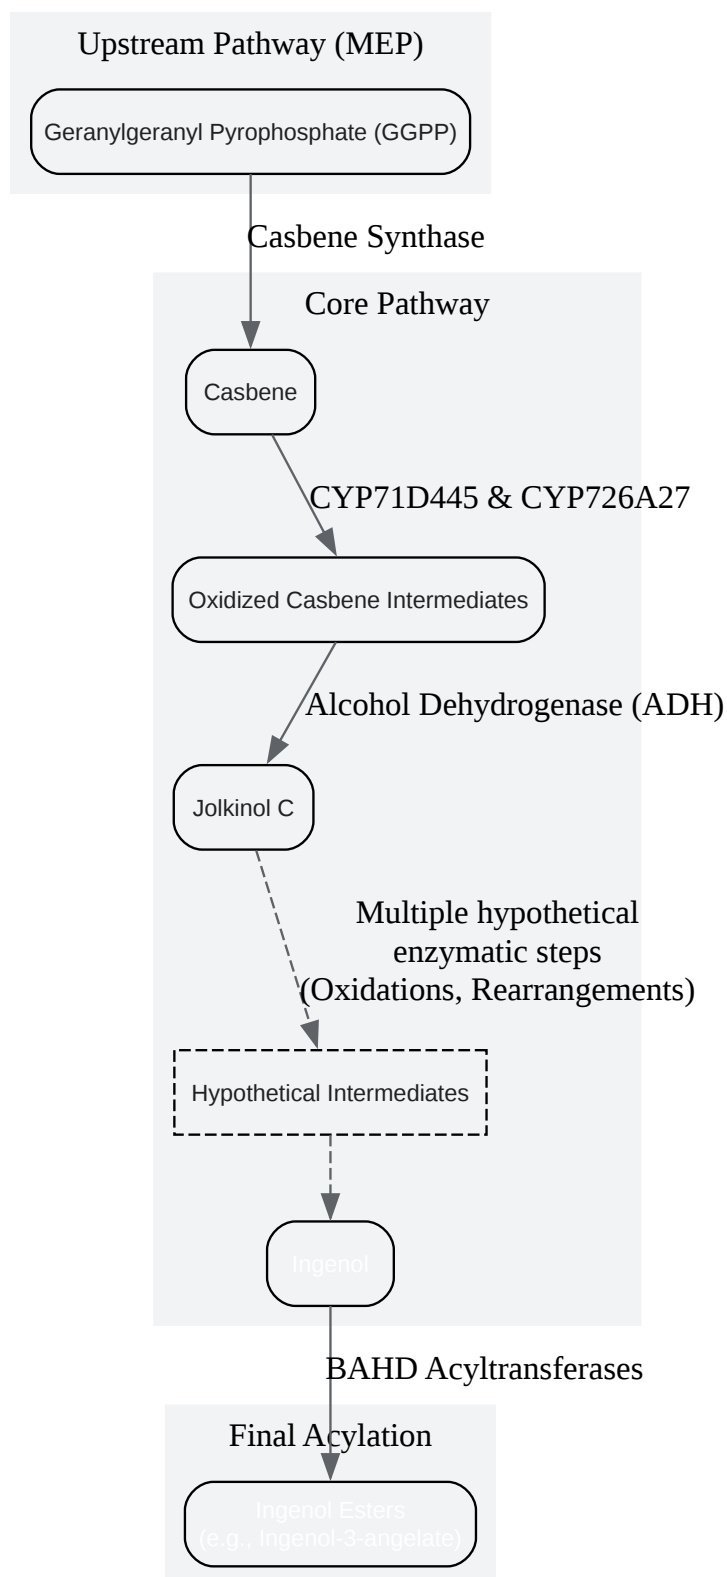 Upstream Pathway (MEP)
Geranylgeranyl Pyrophosphate (GGPP)
Casbene Synthase
Core Pathway
Casbene
CYP71D445 & CYP726A27
Oxidized Casbene Intermediates
Alcohol Dehydrogenase (ADH)
Jolkinol C
Multiple hypothetical
enzymatic steps
(Oxidations, Rearrangements)
Hypothetical Intermediates
Ingenol
BAHD Acyltransferases
Final Acylation
Ingenol Esters
(e.g., Ingenol-3-angelate)